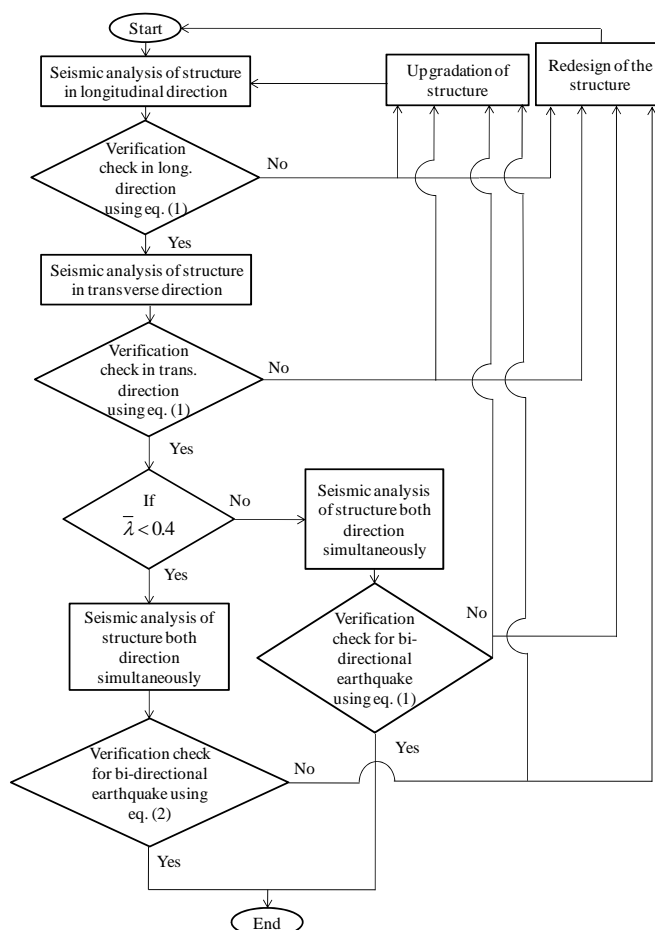 Start
Seismic analysis of structure
in longitudinal direction
Upgradation of
structure
Redesign of the
structure
Verification
check in long.
direction
using eq. (1)
No
Yes
Seismic analysis of structure
in transverse direction
Verification
check in trans.
direction
using eq. (1)
No
Yes
If
λ̅ < 0.4
No
Yes
Seismic analysis
of structure both
direction
simultaneously
Seismic analysis of
structure both
direction
simultaneously
Verification
check for bi-
directional
earthquake
using eq. (1)
No
Yes
Verification check
for bi-directional
earthquake using
eq. (2)
No
Yes
End